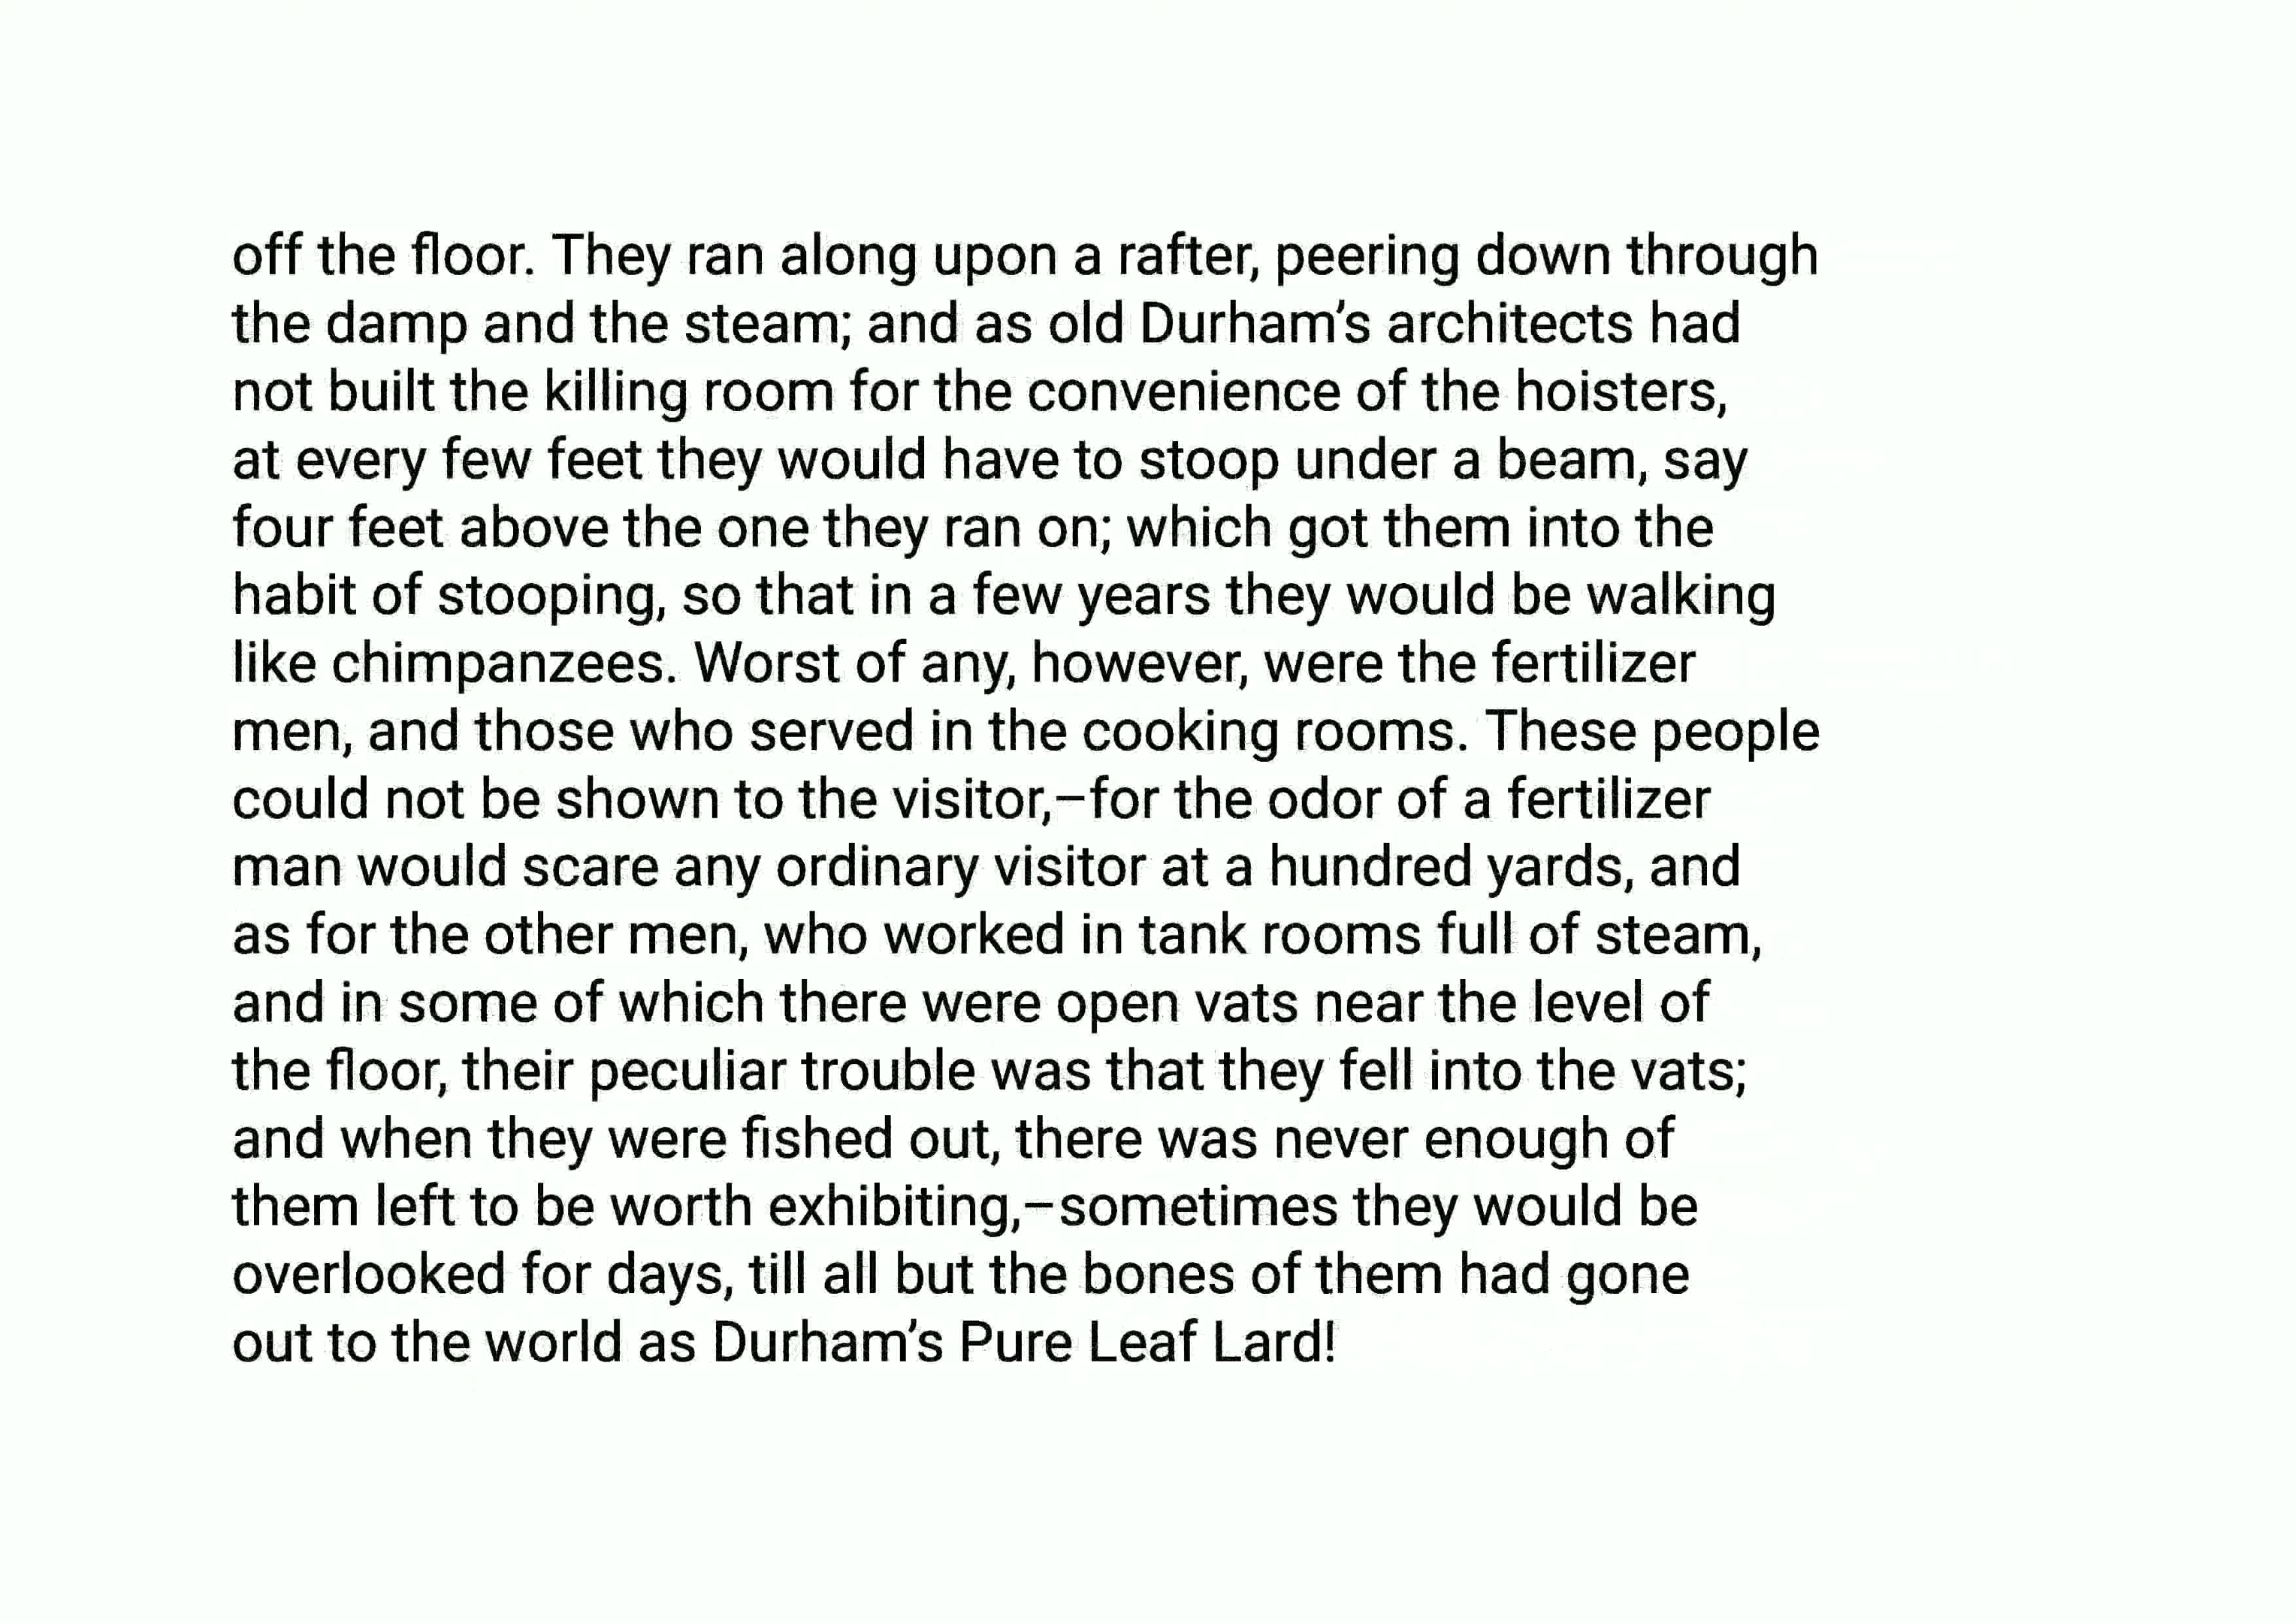 off the floor. They ran along upon a rafter, peering down through
the damp and the steam; and as old Durham’s architects had
not built the killing room for the convenience of the hoisters,
at every few feet they would have to stoop under a beam, say
four feet above the one they ran on; which got them into the
habit of stooping, so that in a few years they would be walking
like chimpanzees. Worst of any, however, were the fertilizer
men, and those who served in the cooking rooms. These people
could not be shown to the visitor,–for the odor of a fertilizer
man would scare any ordinary visitor at a hundred yards, and
as for the other men, who worked in tank rooms full of steam,
and in some of which there were open vats near the level of
the floor, their peculiar trouble was that they fell into the vats;
and when they were fished out, there was never enough of
them left to be worth exhibiting,–sometimes they would be
overlooked for days, till all but the bones of them had gone
out to the world as Durham’s Pure Leaf Lard!